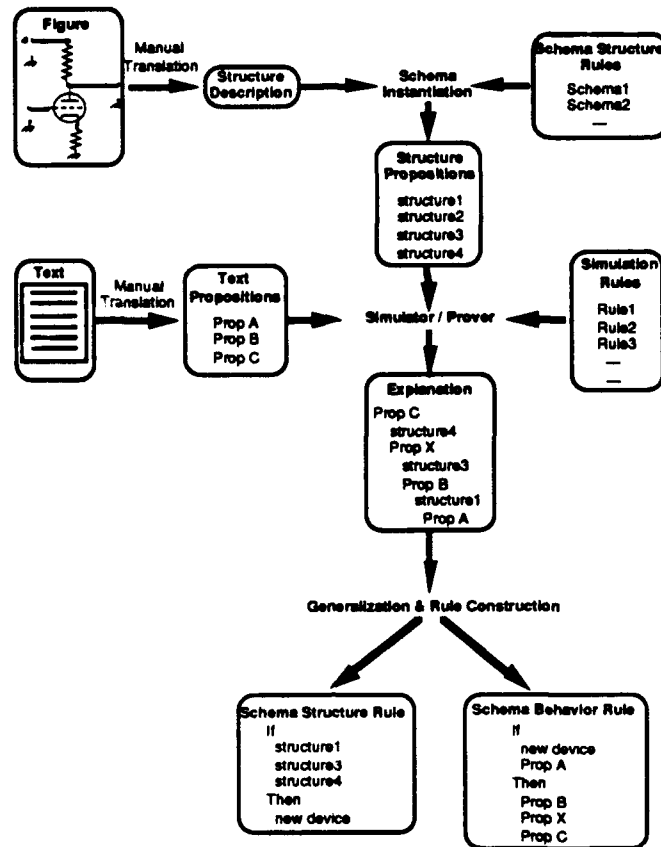 Figure
Manual
Translation
Structure
Description
Schema
Instantiation
Schema Structure
Rules
Schema1
Schema2
—
Structure
Propositions
structure1
structure2
structure3
structure4
Text
Manual
Translation
Text
Propositions
Prop A
Prop B
Prop C
Simulator / Prover
Simulation
Rules
Rule1
Rule2
Rule3
—
—
Explanation
Prop C
structure4
Prop X
structure3
Prop B
structure1
Prop A
Generalization & Rule Construction
Schema Structure Rule
If
structure1
structure3
structure4
Then
new device
Schema Behavior Rule
If
new device
Prop A
Then
Prop B
Prop X
Prop C